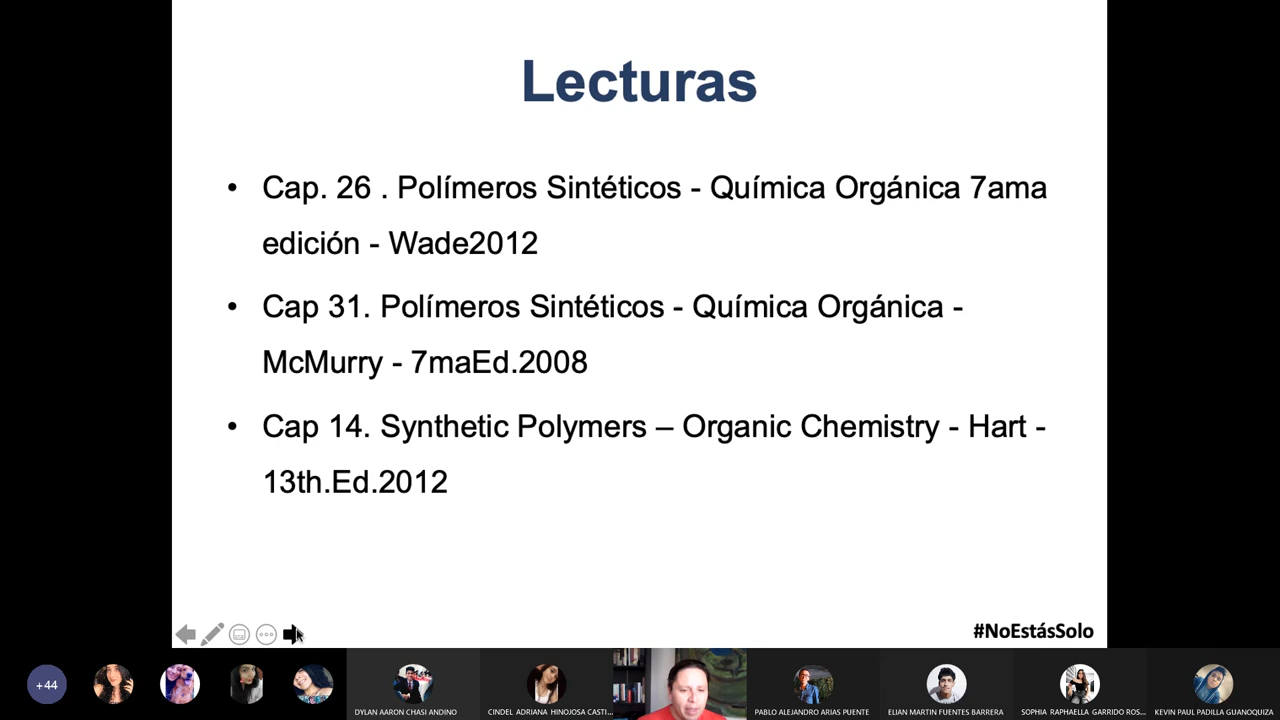 Lecturas
• Cap. 26 . Polímeros Sintéticos - Química Orgánica 7ama
edición - Wade2012
• Cap 31. Polímeros Sintéticos - Química Orgánica -
McMurry - 7maEd.2008
• Cap 14. Synthetic Polymers – Organic Chemistry - Hart -
13th.Ed.2012
#NoEstásSolo
+44
DYLAN AARON CHASI ANDINO
CINDEL ADRIANA HINOJOSA CASTI...
PABLO ALEJANDRO ARIAS PUENTE
ELIAN MARTIN FUENTES BARRERA
SOPHIA RAPHAELLA GARRIDO ROS...
KEVIN PAUL PADILLA GUANOQUIZA